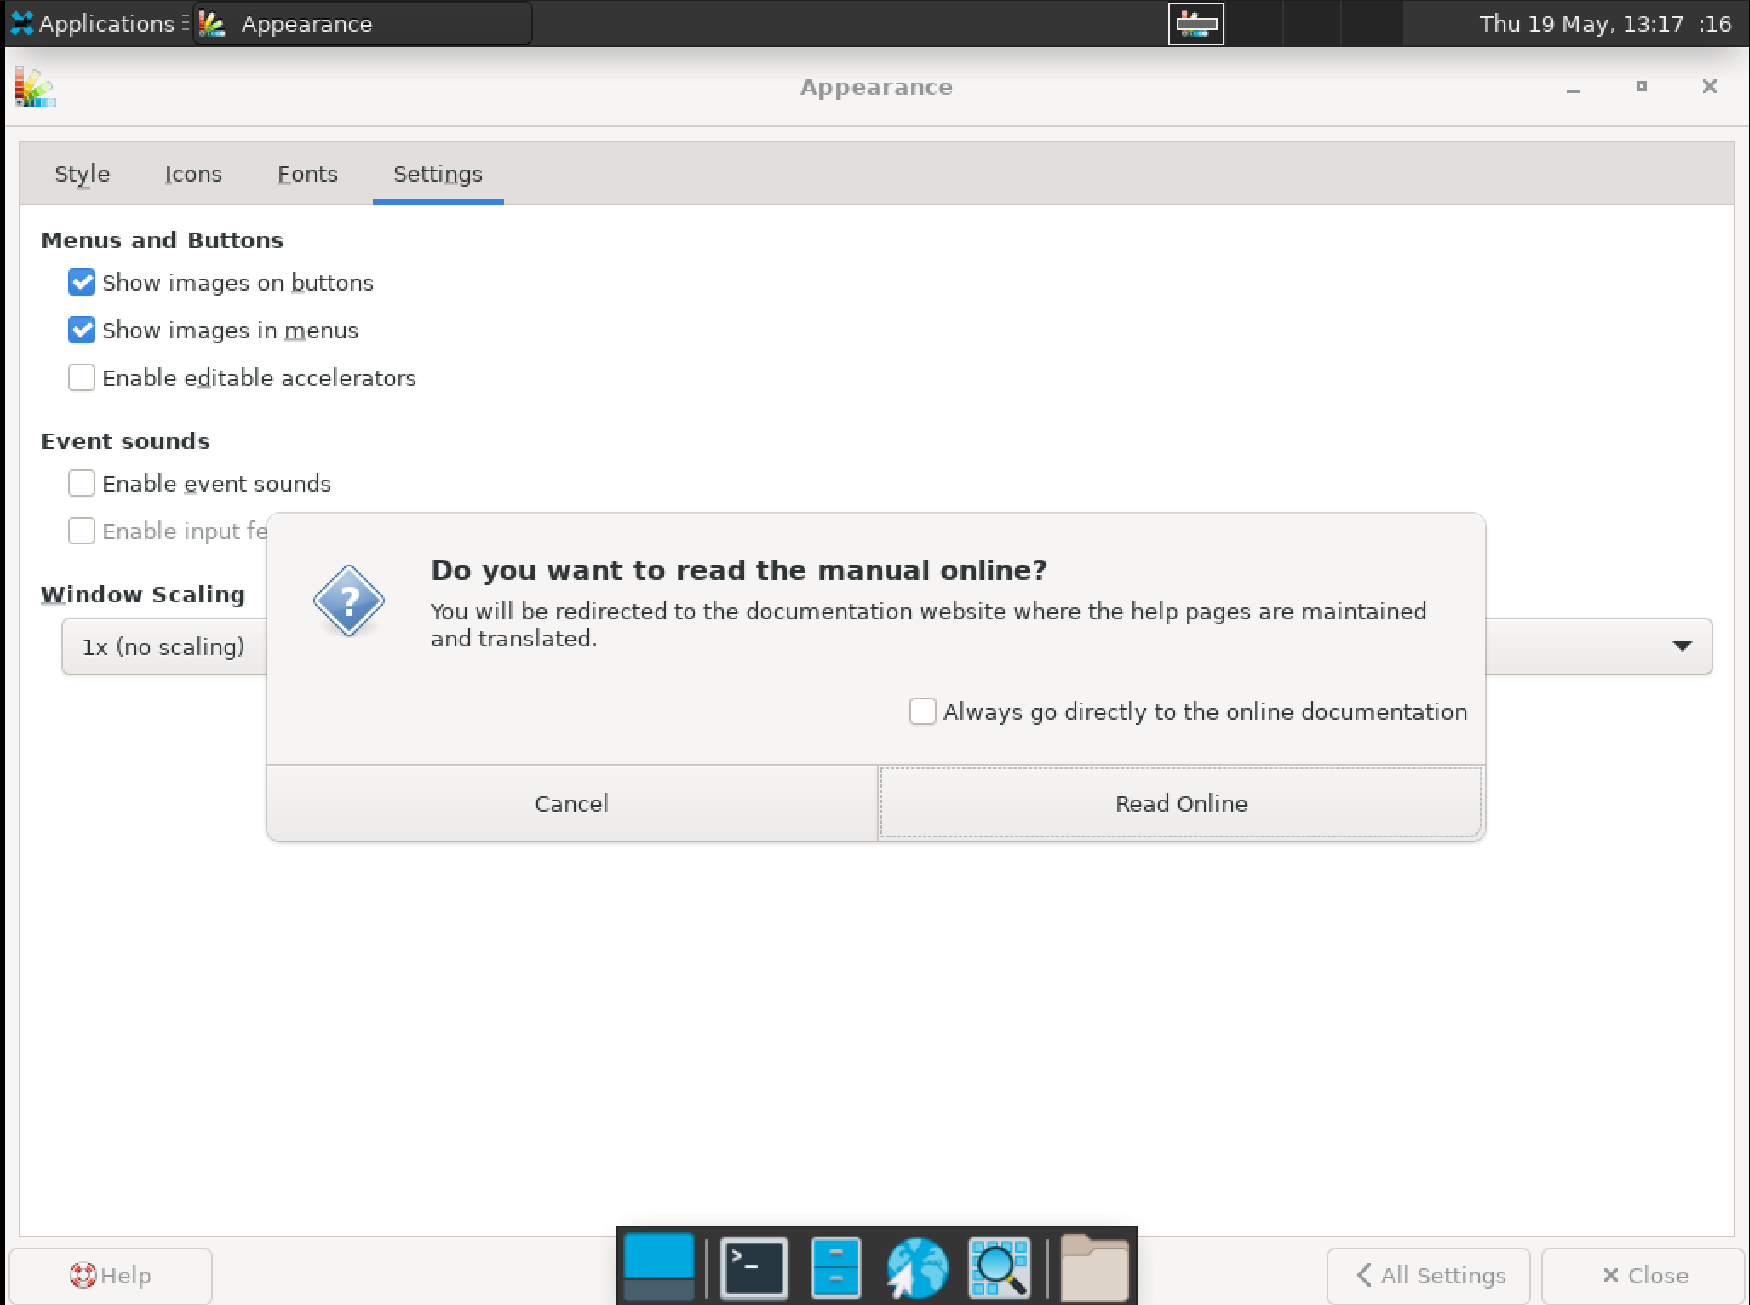 Applications
Appearance
Thu 19 May, 13:17 :16
Appearance
Style Icons Fonts Settings
Menus and Buttons
Show images on buttons
Show images in menus
Enable editable accelerators
Event sounds
Enable event sounds
Enable input fe
Window Scaling
1x (no scaling)
Do you want to read the manual online?
You will be redirected to the documentation website where the help pages are maintained
and translated.
Always go directly to the online documentation
Cancel
Read Online
Help
All Settings
Close